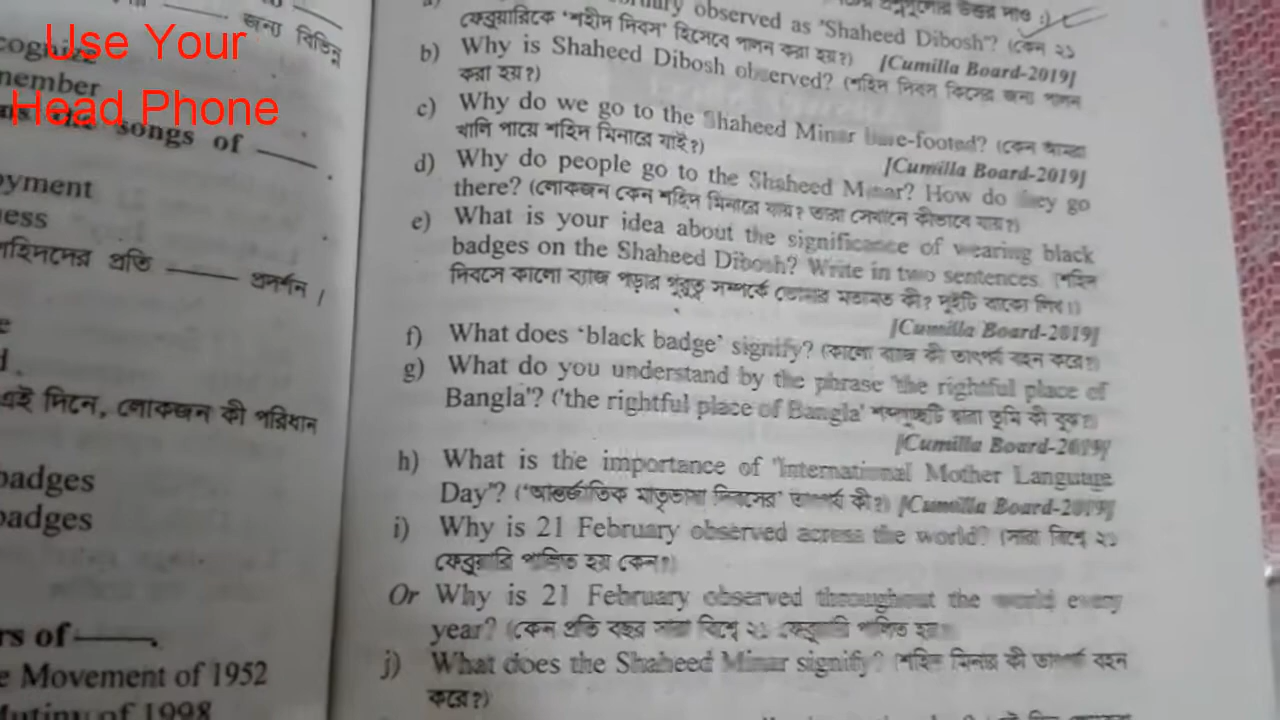 Use Your
Head Phone
জন্য বিভিন্ন
nember
songs of
yment
ess
শহিদদের প্রতি প্রদর্শন।
এই দিনে, লোকজন কী পরিধান
badges
badges
rs of
e Movement of 1952
Mutiny of 1998
observed as 'Shaheed Dibosh'? (কেন ২১
ফেব্রুয়ারিকে 'শহীদ দিবস' হিসেবে পালন করা হয়?) [Cumilla Board-2019]
b) Why is Shaheed Dibosh observed? (শহিদ দিবস কিসের জন্য পালন
করা হয়?)
c) Why do we go to the Shaheed Minar bare-footed? (কেন আমরা
খালি পায়ে শহিদ মিনারে যাই?) [Cumilla Board-2019]
d) Why do people go to the Shaheed Minar? How do they go
there? (লোকজন কেন শহিদ মিনারে যায়? তারা সেখানে কীভাবে যায়?)
e) What is your idea about the significance of wearing black
badges on the Shaheed Dibosh? Write in two sentences. (শহিদ
দিবসে কালো ব্যাজ পড়ার গুরুত্ব সম্পর্কে তোমার মতামত কী? দুইটি বাক্যে লিখ।)
[Cumilla Board-2019]
f) What does 'black badge' signify? (কালো ব্যাজ কী তাৎপর্য বহন করে?)
g) What do you understand by the phrase 'the rightful place of
Bangla'? ('the rightful place of Bangla' শব্দগুচ্ছটি দ্বারা তুমি কী বুঝ?)
[Cumilla Board-2019]
h) What is the importance of "International Mother Language
Day"? ('আন্তর্জাতিক মাতৃভাষা দিবসের' তাৎপর্য কী?) [Cumilla Board-2019]
i) Why is 21 February observed across the world? (সারা বিশ্বে ২১
ফেব্রুয়ারি পালিত হয় কেন?)
Or Why is 21 February observed throughout the world every
year? (কেন প্রতি বছর সারা বিশ্বে ২১ ফেব্রুয়ারি পালিত হয়?)
j) What does the Shaheed Minar signify? (শহিদ মিনার কী তাৎপর্য বহন
করে?)